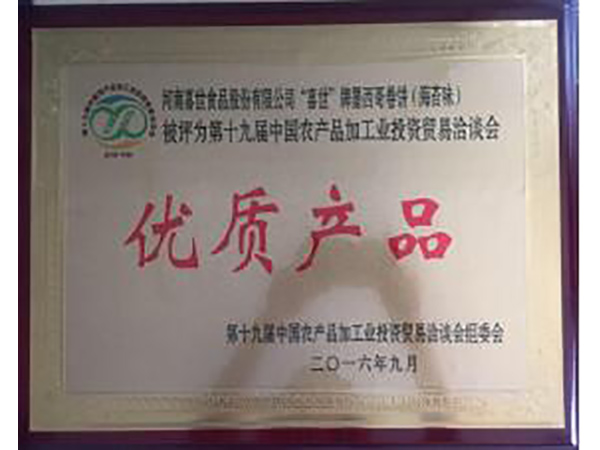 河南喜世食品股份有限公司“喜世”牌墨西哥卷饼（海苔味）
被评为第十九届中国农产品加工业投资贸易洽谈会
优质产品
第十九届中国农产品加工业投资贸易洽谈会组委会
二〇一六年九月